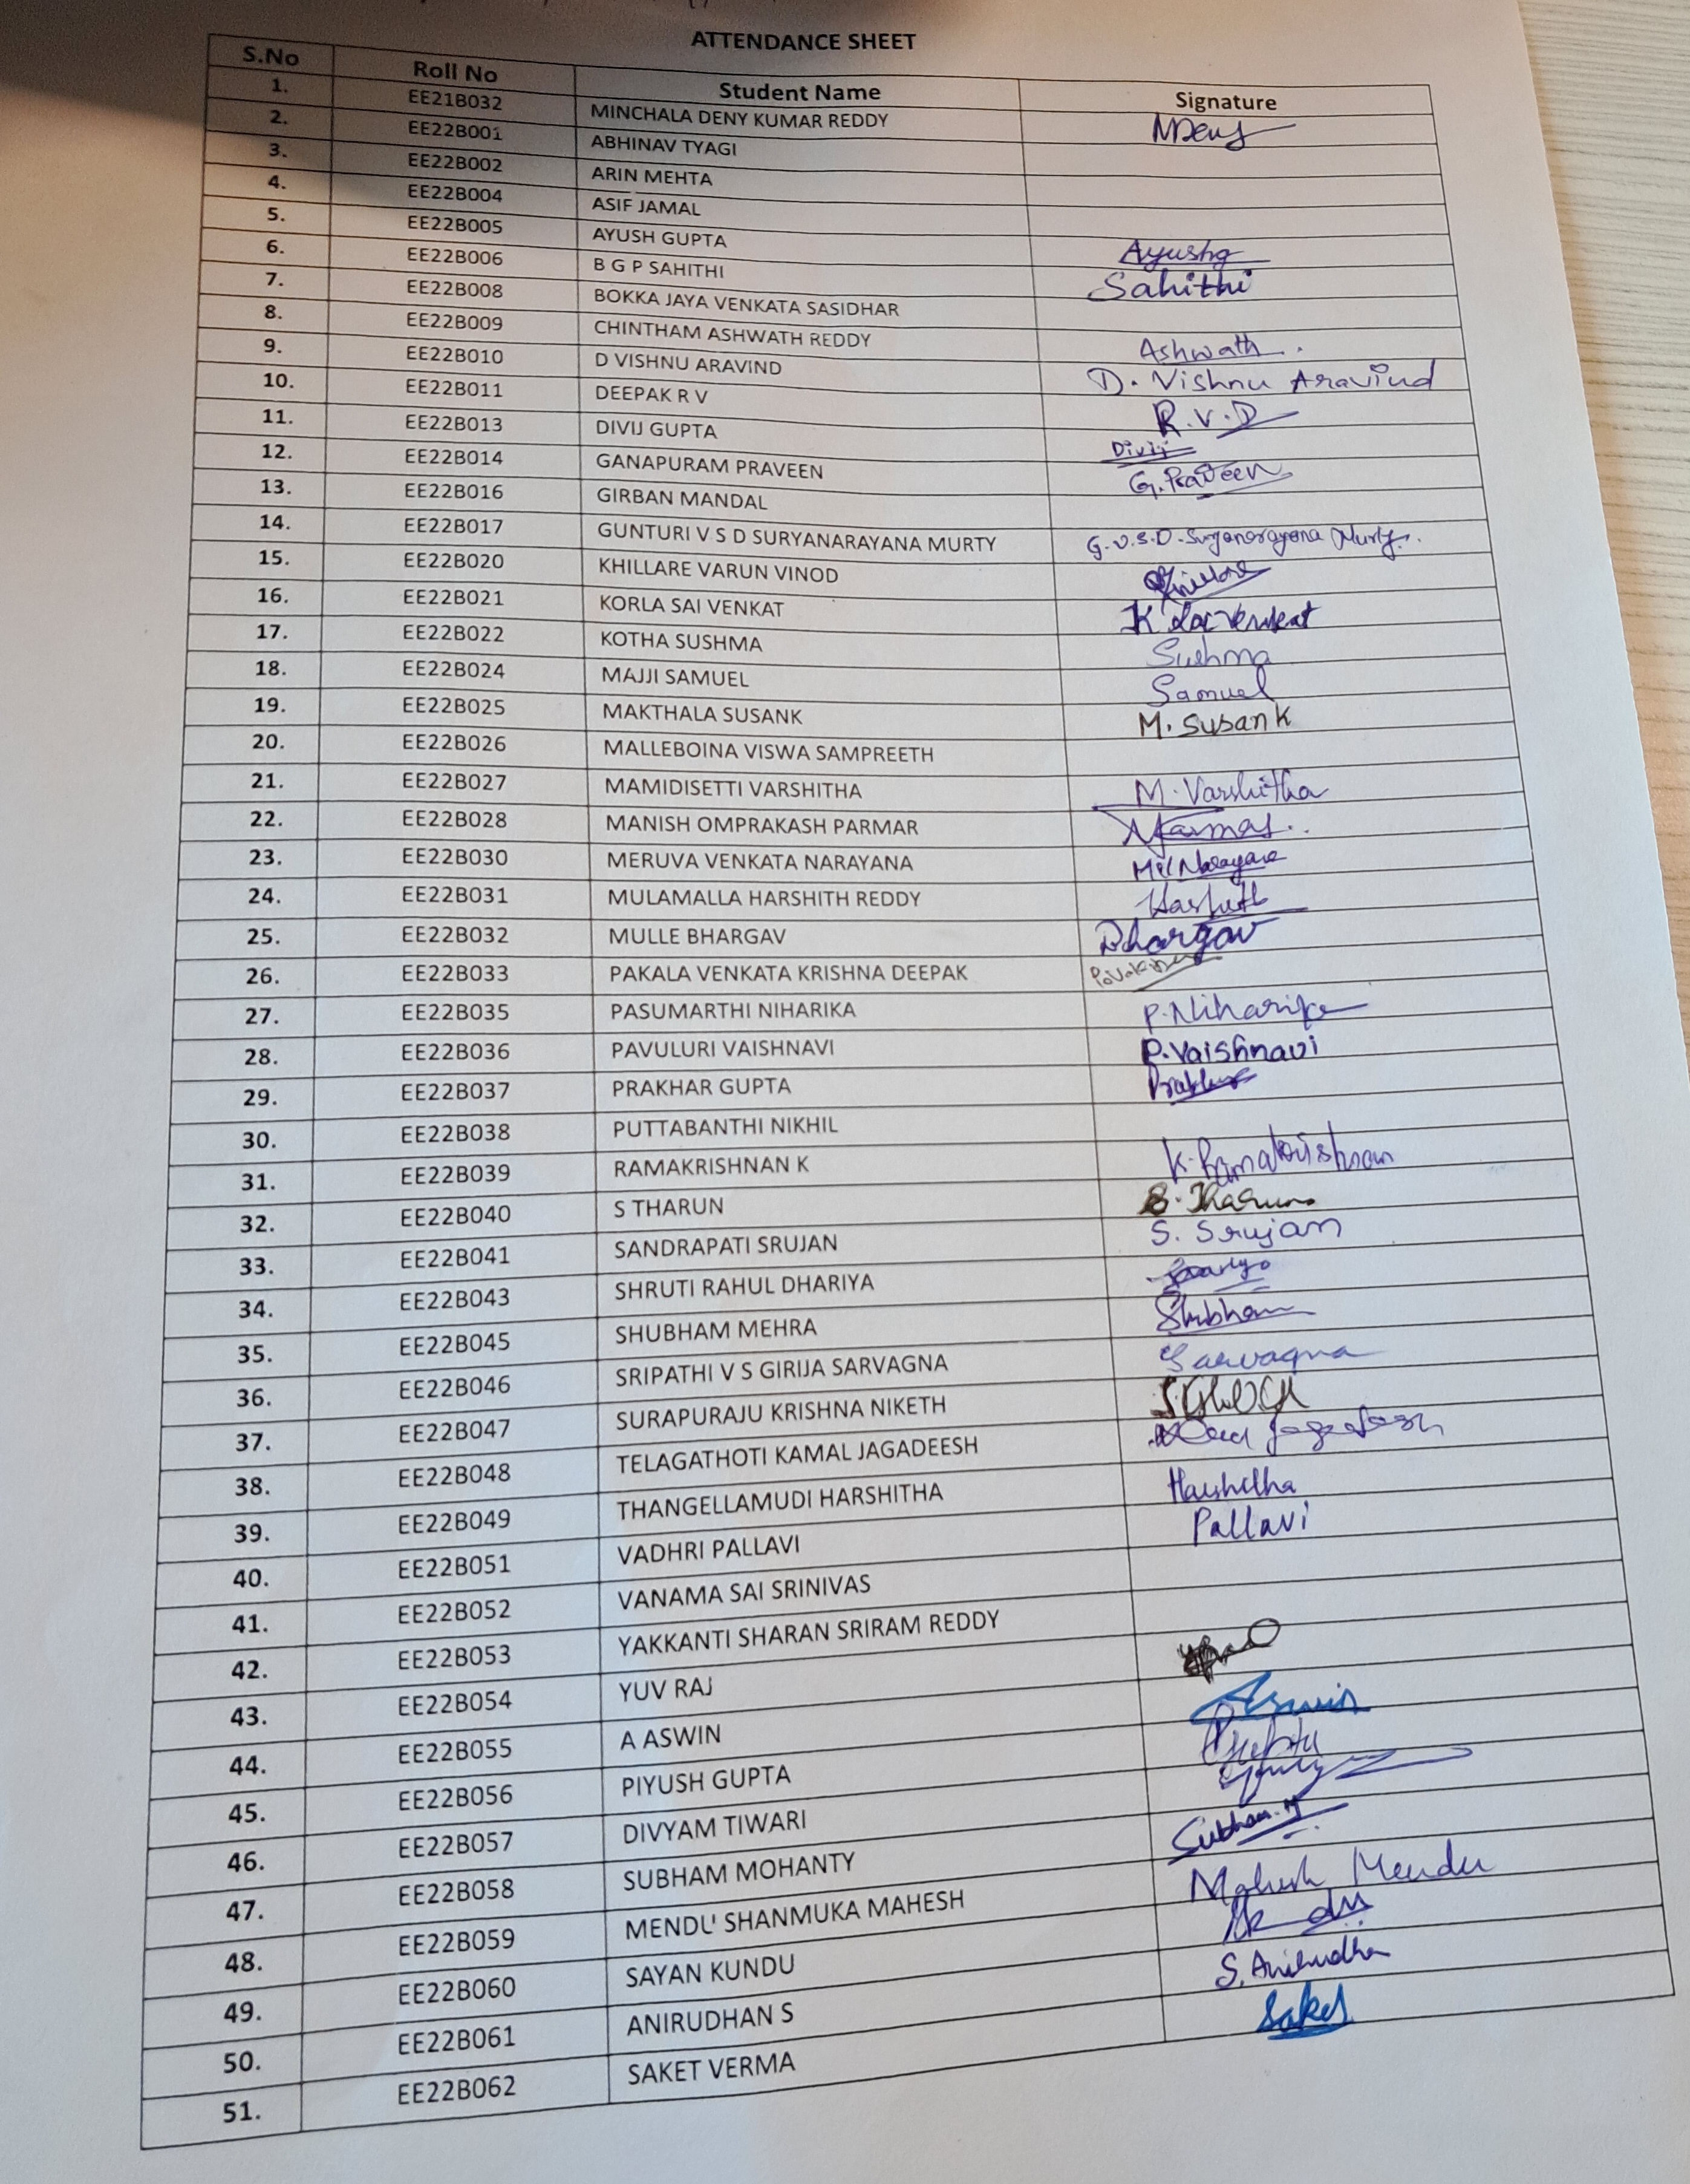 ATTENDANCE SHEET
S.No Roll No Student Name Signature
1. EE21B032 MINCHALA DENY KUMAR REDDY MDeny
2. EE22B001 ABHINAV TYAGI
3. EE22B002 ARIN MEHTA
4. EE22B004 ASIF JAMAL
5. EE22B005 AYUSH GUPTA Ayushg
6. EE22B006 B G P SAHITHI Sahithi
7. EE22B008 BOKKA JAYA VENKATA SASIDHAR
8. EE22B009 CHINTHAM ASHWATH REDDY Ashwath.
9. EE22B010 D VISHNU ARAVIND D. Vishnu Aravind
10. EE22B011 DEEPAK R V R.V.D
11. EE22B013 DIVIJ GUPTA Divij
12. EE22B014 GANAPURAM PRAVEEN G.Praveen
13. EE22B016 GIRBAN MANDAL
14. EE22B017 GUNTURI V S D SURYANARAYANA MURTY G.V.S.D.Suryanarayana Murty.
15. EE22B020 KHILLARE VARUN VINOD Khillare
16. EE22B021 KORLA SAI VENKAT K Sai Venkat
17. EE22B022 KOTHA SUSHMA Sushma
18. EE22B024 MAJJI SAMUEL Samuel
19. EE22B025 MAKTHALA SUSANK M. Susank
20. EE22B026 MALLEBOINA VISWA SAMPREETH
21. EE22B027 MAMIDISETTI VARSHITHA M. Varshitha
22. EE22B028 MANISH OMPRAKASH PARMAR
23. EE22B030 MERUVA VENKATA NARAYANA M.V Narayana
24. EE22B031 MULAMALLA HARSHITH REDDY Harshith
25. EE22B032 MULLE BHARGAV Bhargav
26. EE22B033 PAKALA VENKATA KRISHNA DEEPAK
27. EE22B035 PASUMARTHI NIHARIKA P.Niharika
28. EE22B036 PAVULURI VAISHNAVI P.Vaishnavi
29. EE22B037 PRAKHAR GUPTA Prakhar
30. EE22B038 PUTTABANTHI NIKHIL
31. EE22B039 RAMAKRISHNAN K K.Ramakrishnan
32. EE22B040 S THARUN S.Tharun
33. EE22B041 SANDRAPATI SRUJAN S. Srujan
34. EE22B043 SHRUTI RAHUL DHARIYA
35. EE22B045 SHUBHAM MEHRA Shubham
36. EE22B046 SRIPATHI V S GIRIJA SARVAGNA Sarvagna
37. EE22B047 SURAPURAJU KRISHNA NIKETH
38. EE22B048 TELAGATHOTI KAMAL JAGADEESH Jagadeesh
39. EE22B049 THANGELLAMUDI HARSHITHA Harshitha
40. EE22B051 VADHRI PALLAVI Pallavi
41. EE22B052 VANAMA SAI SRINIVAS
42. EE22B053 YAKKANTI SHARAN SRIRAM REDDY
43. EE22B054 YUV RAJ
44. EE22B055 A ASWIN Aswin
45. EE22B056 PIYUSH GUPTA PGupta
46. EE22B057 DIVYAM TIWARI
47. EE22B058 SUBHAM MOHANTY Subham.M
48. EE22B059 MENDU SHANMUKA MAHESH Mahesh Mendu
49. EE22B060 SAYAN KUNDU
50. EE22B061 ANIRUDHAN S S.Anirudhan
51. EE22B062 SAKET VERMA Saket